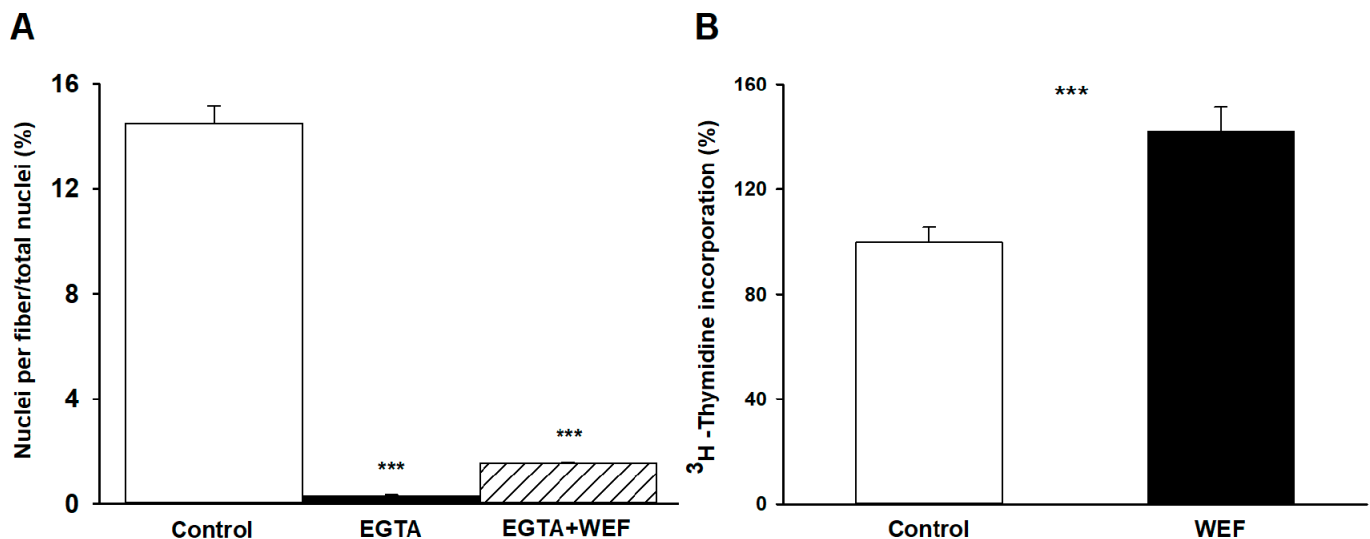 A
Nuclei per fiber/total nuclei (%)
16
12
8
4
0
***
***
Control
EGTA
EGTA+WEF
B
3H -Thymidine incorporation (%)
160
120
80
40
0
***
Control
WEF